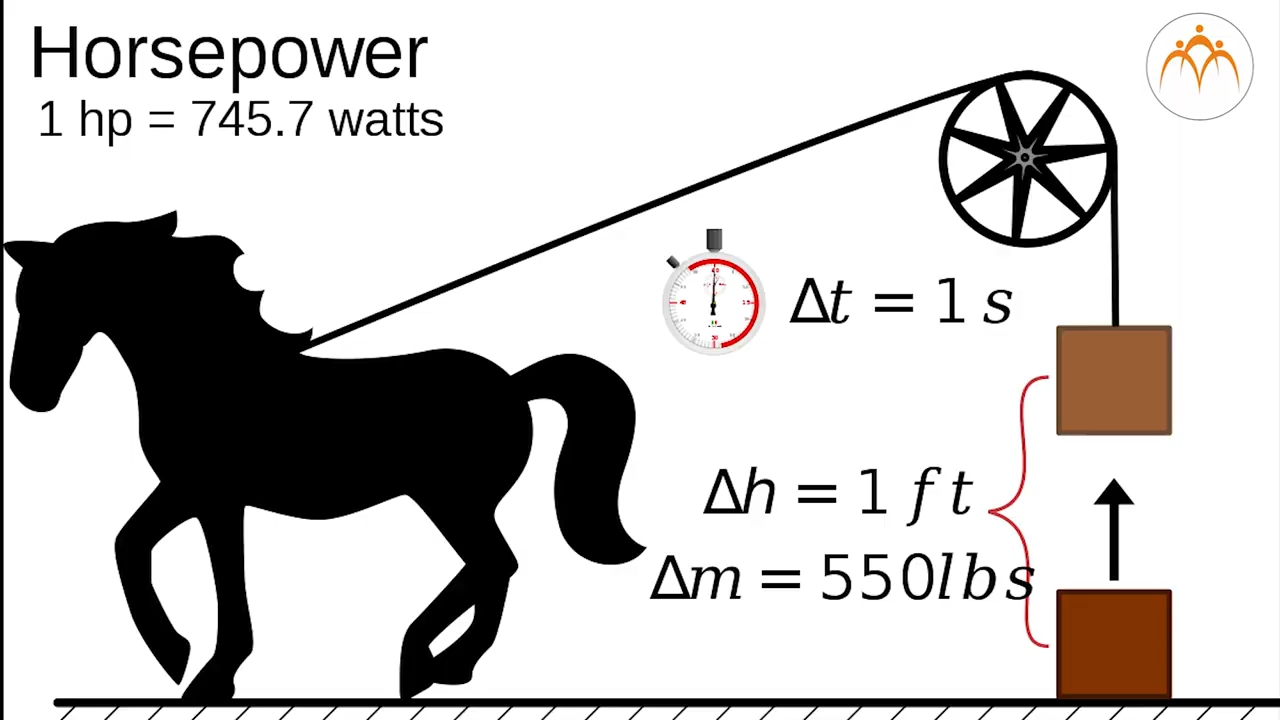 Horsepower
1 hp = 745.7 watts
Δt = 1 s
Δh = 1 ft
Δm = 550lbs